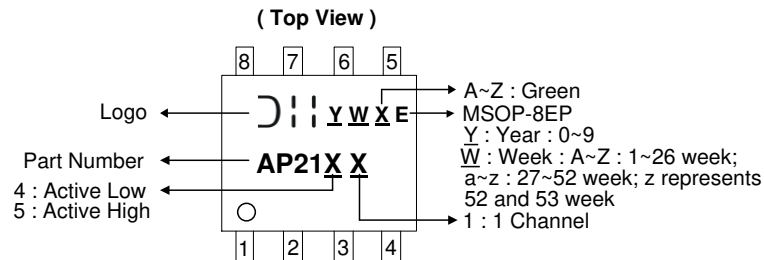 ( Top View )
8 7 6 5
Logo
Y W X E
A~Z : Green
MSOP-8EP
Y : Year : 0~9
W : Week : A~Z : 1~26 week;
a~z : 27~52 week; z represents
52 and 53 week
Part Number
AP21X X
4 : Active Low
5 : Active High
1 : 1 Channel
1 2 3 4